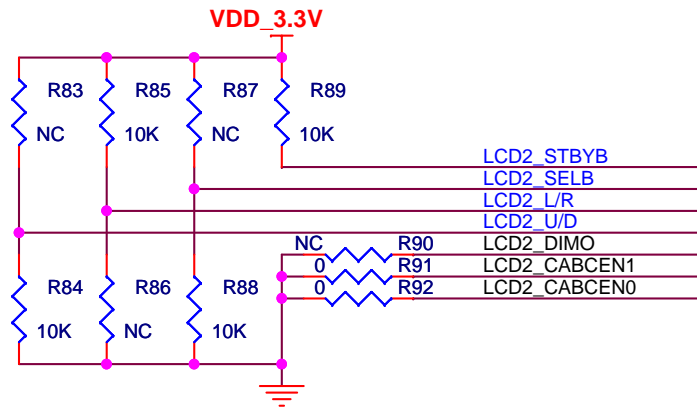 VDD_3.3V
R83 R85 R87 R89
NC 10K NC 10K
LCD2_STBYB
LCD2_SELB
LCD2_L/R
LCD2_U/D
NC R90 LCD2_DIMO
0 R91 LCD2_CABCEN1
0 R92 LCD2_CABCEN0
R84 R86 R88
10K NC 10K